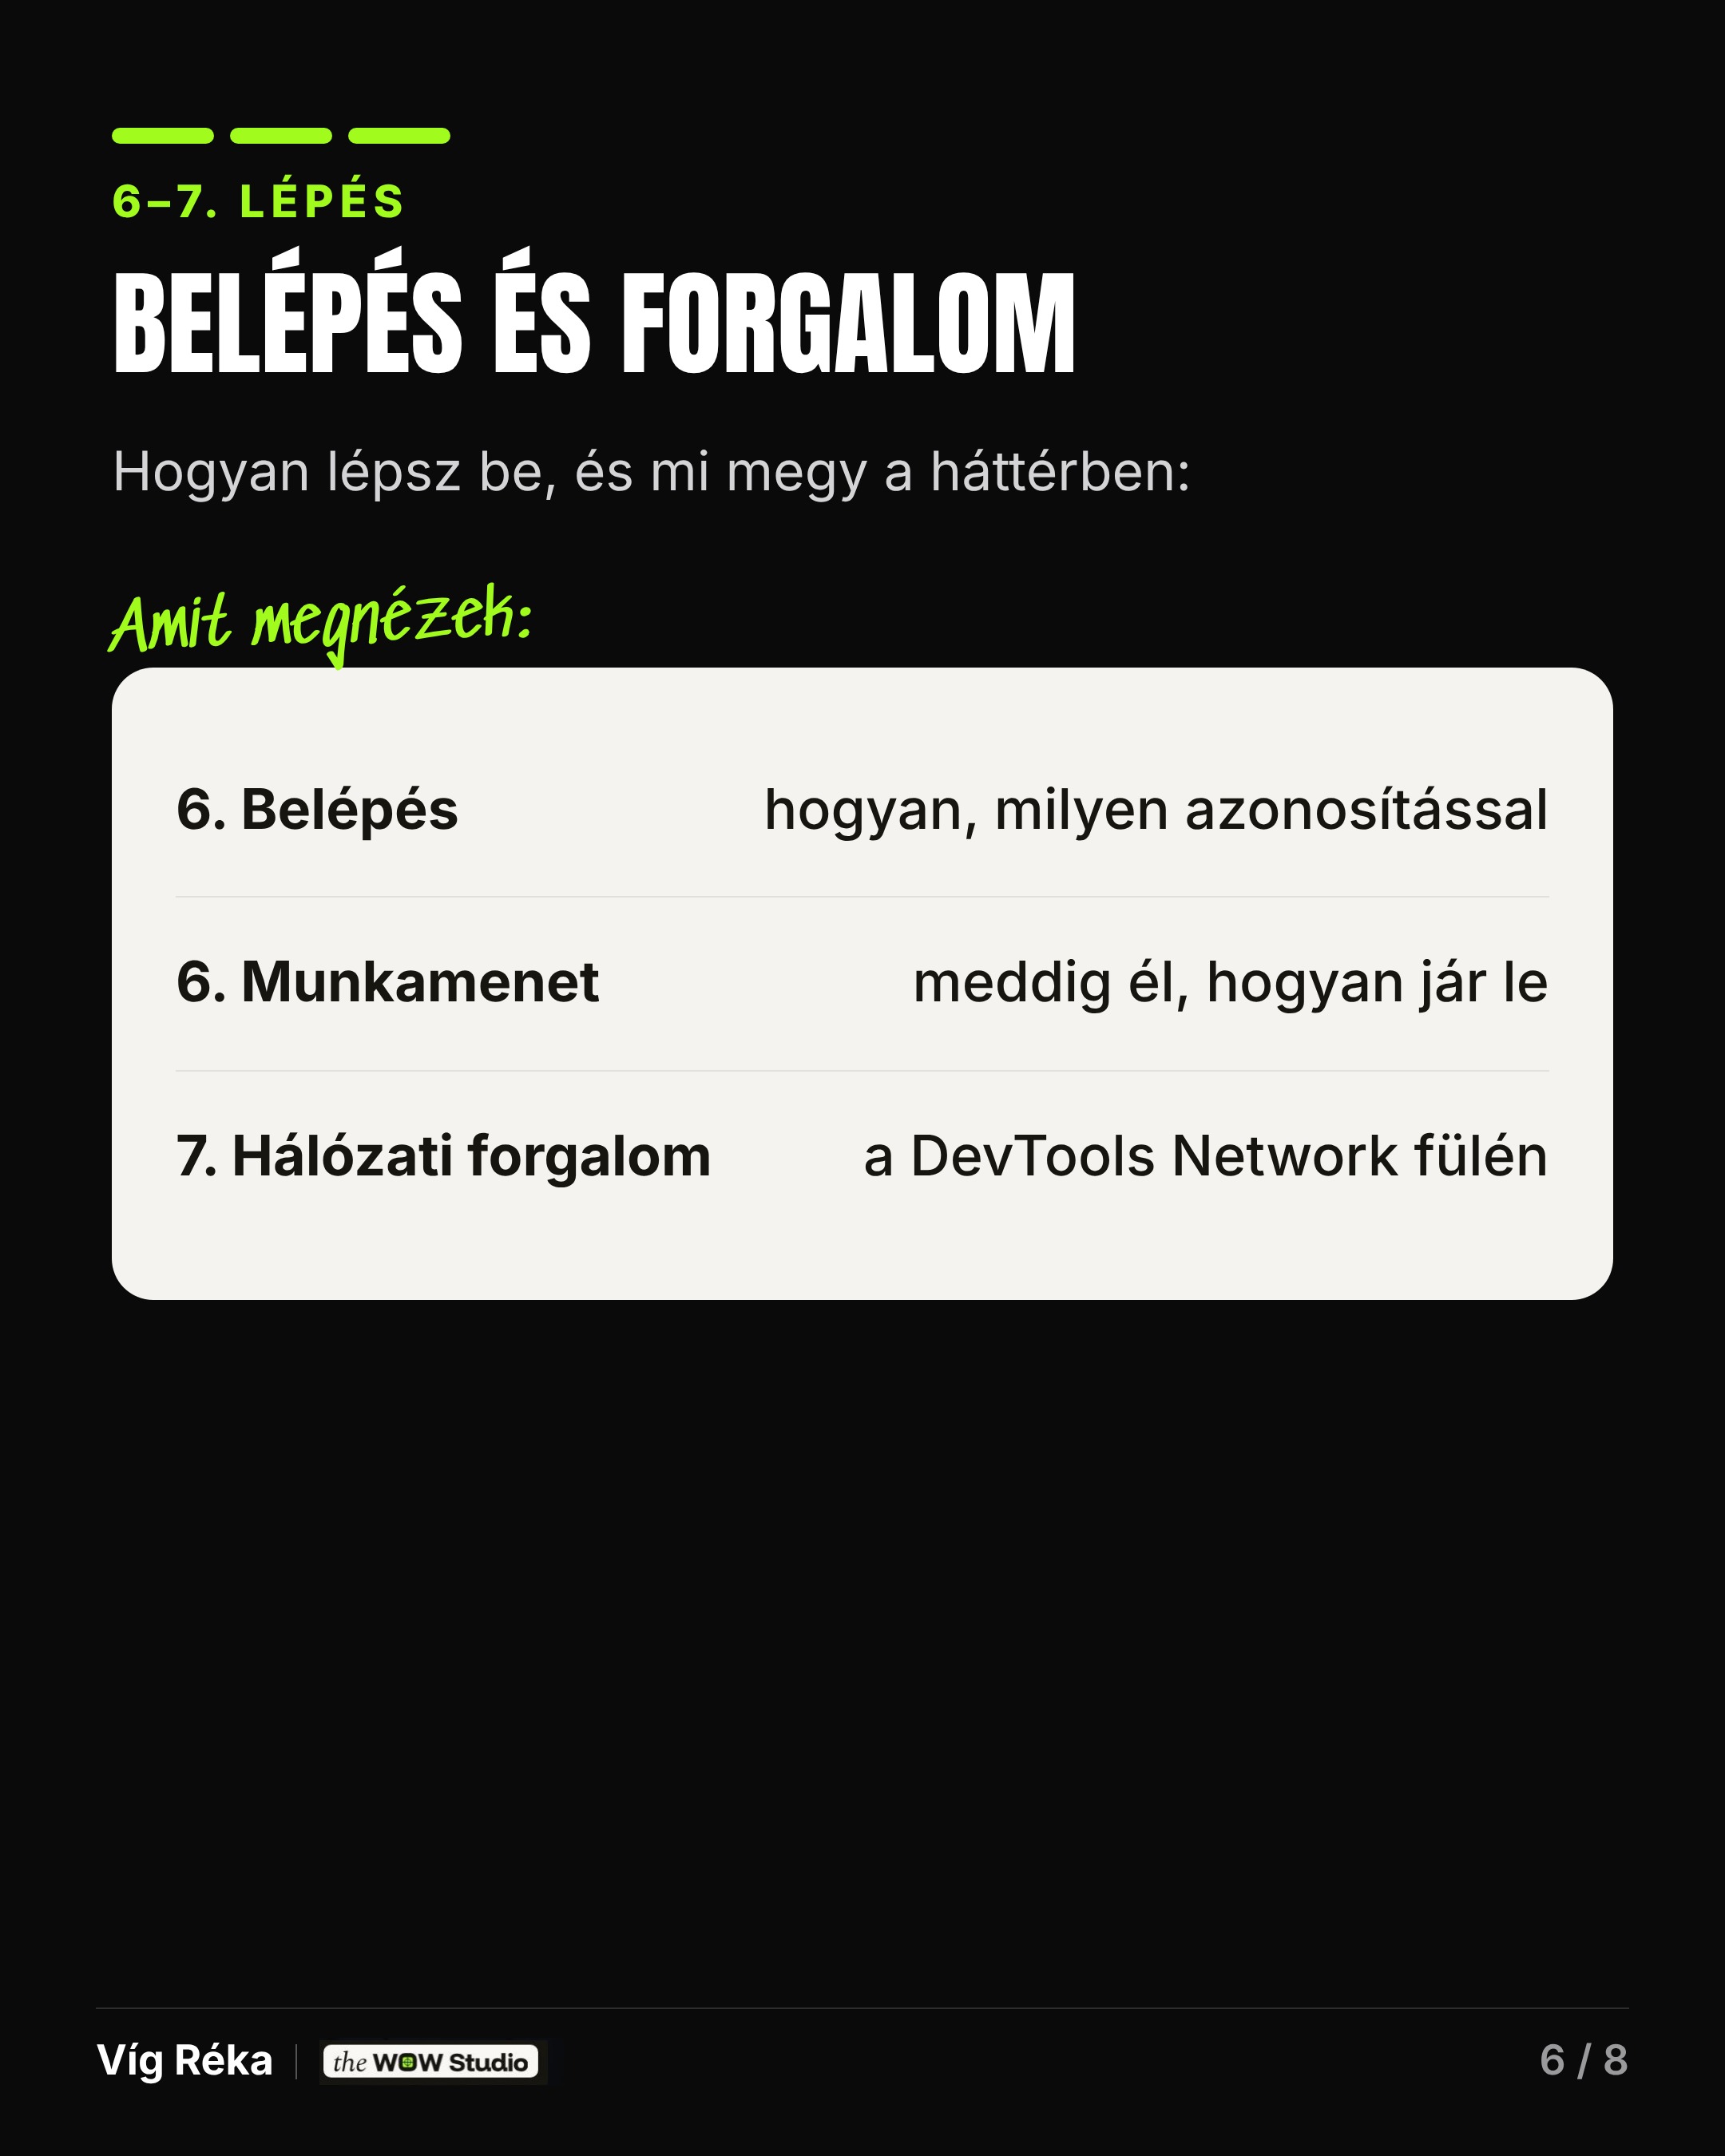 6–7. LÉPÉS
BELÉPÉS ÉS FORGALOM
Hogyan lépsz be, és mi megy a háttérben:
Amit megnézek:
6. Belépés hogyan, milyen azonosítással
6. Munkamenet meddig él, hogyan jár le
7. Hálózati forgalom a DevTools Network fülén
Víg Réka the WOW Studio 6 / 8